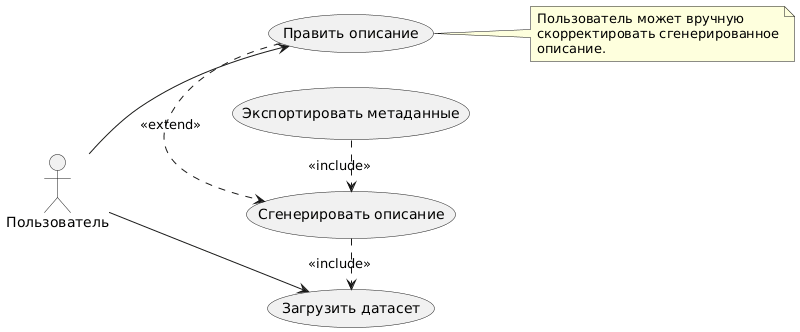 Править описание
Пользователь может вручную
скорректировать сгенерированное
описание.
Экспортировать метаданные
«extend»
«include»
Пользователь
Сгенерировать описание
«include»
Загрузить датасет